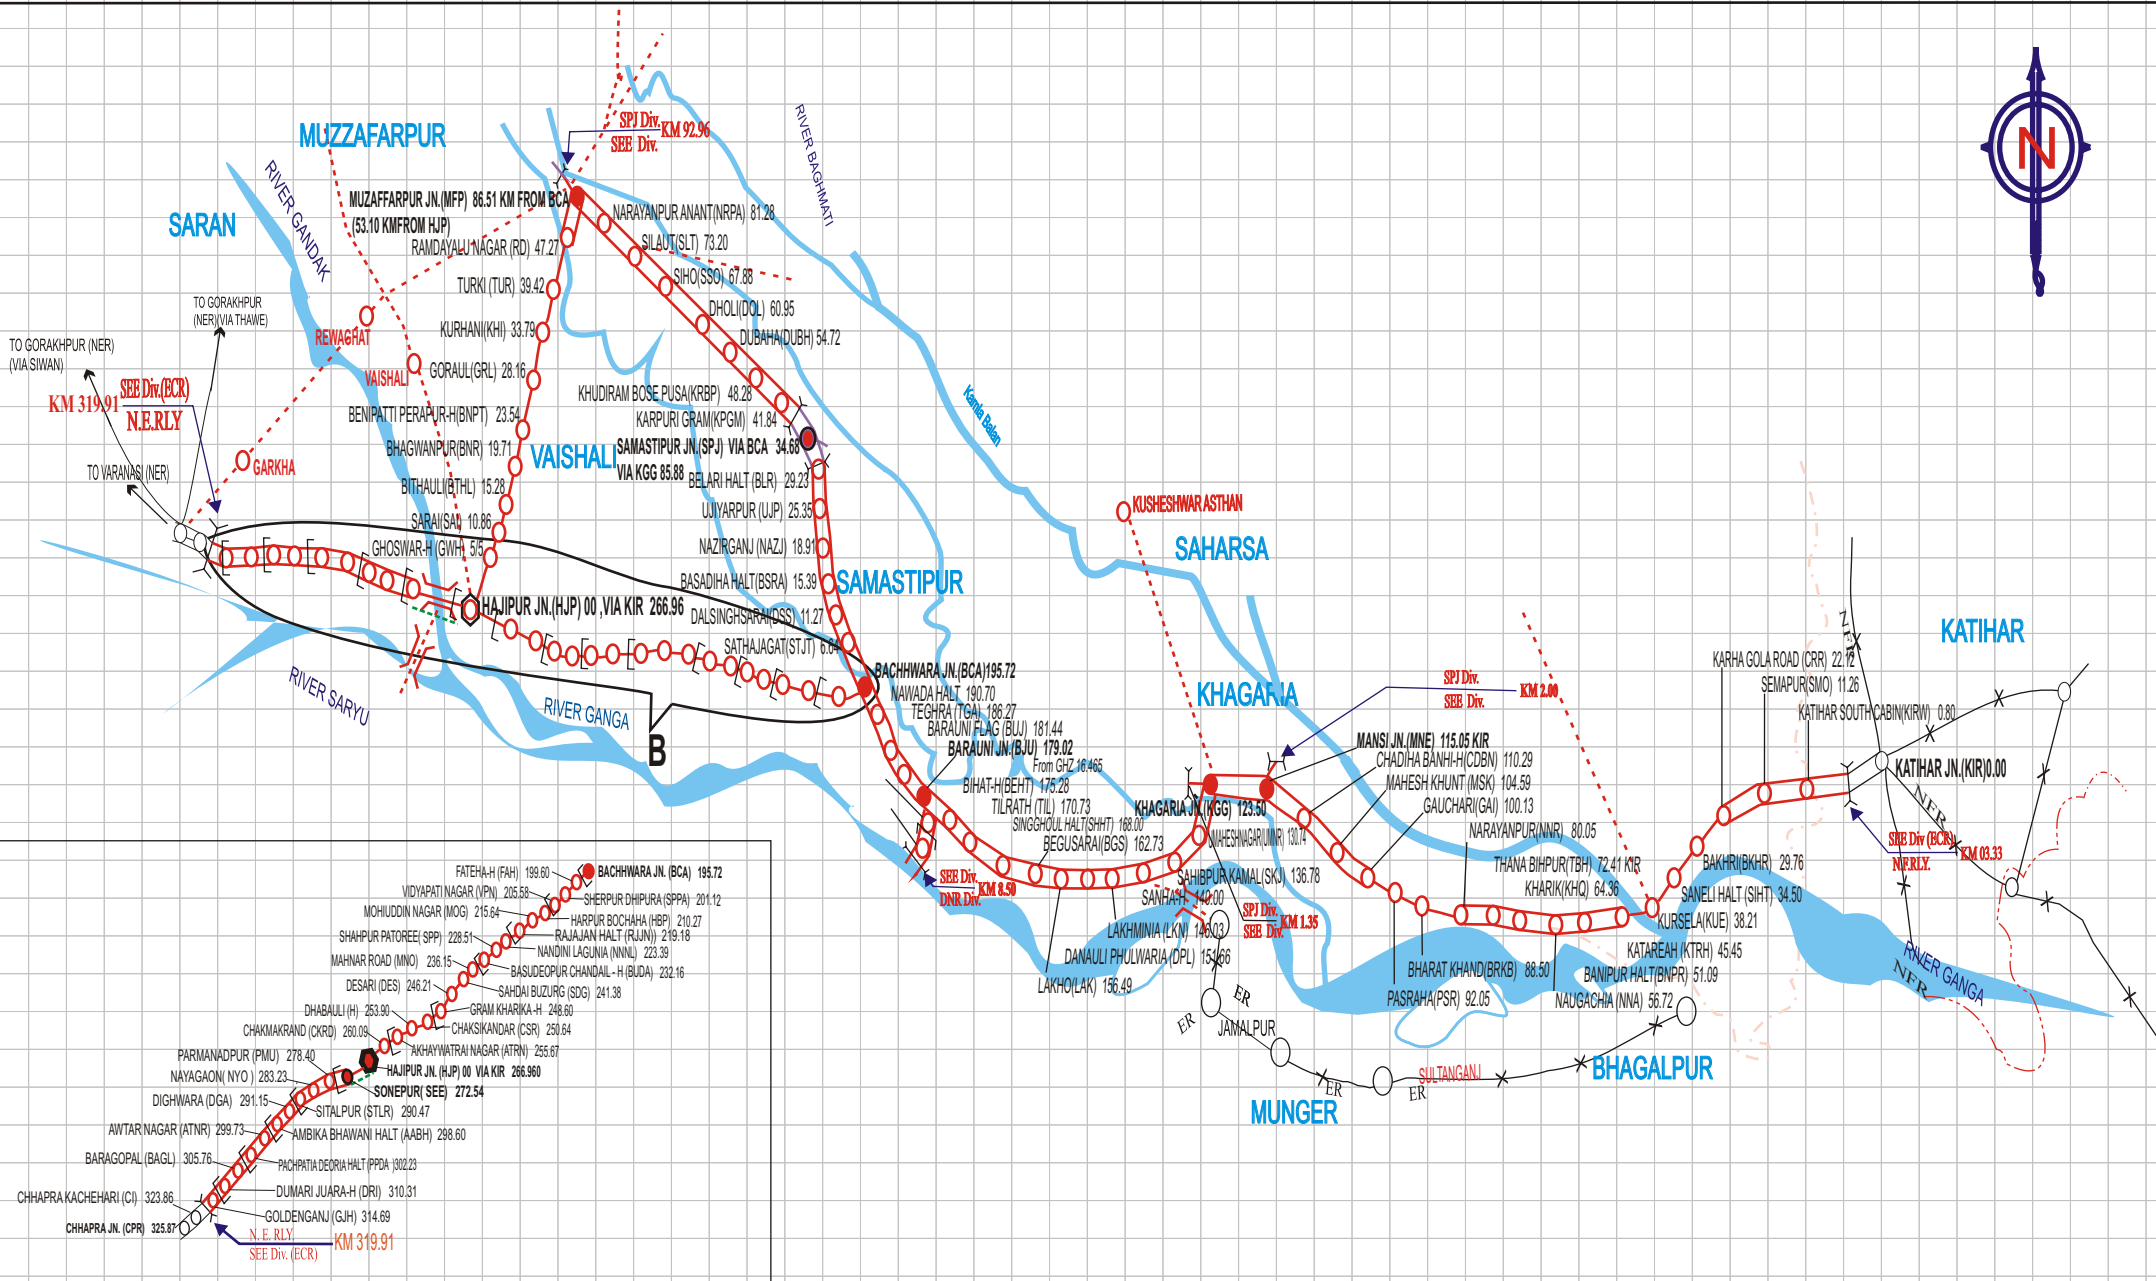 N
MUZZAFARPUR
SARAN
RIVER GANDAK
RIVER BAGHMATI
SPJ Div.
SEE Div.
KM 92.96
MUZAFFARPUR JN.(MFP) 86.51 KM FROM BCA
(53.10 KMFROM HJP)
RAMDAYALU NAGAR (RD) 47.27
TURKI (TUR) 39.42
KURHANI(KHI) 33.79
GORAUL(GRL) 28.16
BENIPATTI PERAPUR-H(BNPT) 23.54
BHAGWANPUR(BNR) 19.71
BITHAULI(BTHL) 15.28
SARAI(SAI) 10.86
GHOSWAR-H (GWH) 5/5
NARAYANPUR ANANT(NRPA) 81.28
SILAUT(SLT) 73.20
SIHO(SSO) 67.88
DHOLI(DOL) 60.95
DUBAHA(DUBH) 54.72
KHUDIRAM BOSE PUSA(KRBP) 48.28
KARPURI GRAM(KPGM) 41.84
SAMASTIPUR JN.(SPJ) VIA BCA 34.68
VIA KGG 85.88
BELARI HALT (BLR) 29.23
UJIYARPUR (UJP) 25.35
NAZIRGANJ (NAZJ) 18.91
BASADIHA HALT(BSRA) 15.39
DALSINGHSARAI(DSS) 11.27
SATHAJAGAT(STJT) 6.64
TO GORAKHPUR
(NER)(VIA THAWE)
TO GORAKHPUR (NER)
(VIA SIWAN)
SEE Div.(ECR)
KM 319.91
N.E.RLY
TO VARANASI (NER)
REWAGHAT
VAISHALI
GARKHA
VAISHALI
Kamla Balan
KUSHESHWAR ASTHAN
SAHARSA
SAMASTIPUR
HAJIPUR JN.(HJP) 00 ,VIA KIR 266.96
RIVER SARYU
RIVER GANGA
B
BACHHWARA JN.(BCA)195.72
NAWADA HALT 190.70
TEGHRA (TGA) 186.27
BARAUNI FLAG (BUJ) 181.44
BARAUNI JN.(BJU) 179.02
From GHZ 16.465
BIHAT-H(BEHT) 175.28
TILRATH (TIL) 170.73
SINGGHOUL HALT(SHHT) 168.00
BEGUSARAI(BGS) 162.73
SEE Div.
DNR Div.
KM 8.50
LAKHO(LAK) 156.49
DANAULI PHULWARIA (DPL) 151.66
LAKHMINIA (LKN) 146.03
SANHA-H 140.00
SAHIBPUR KAMAL(SKJ) 136.78
UMAHESHNAGAR(UMNR) 130.74
KHAGARIA JN.(KGG) 123.50
KHAGARIA
SPJ Div.
SEE Div.
KM 1.35
SPJ Div.
SEE Div.
KM 2.00
MANSI JN.(MNE) 115.05 KIR
CHADIHA BANHI-H(CDBN) 110.29
MAHESH KHUNT (MSK) 104.59
GAUCHARI(GAI) 100.13
PASRAHA(PSR) 92.05
BHARAT KHAND(BRKB) 88.50
NARAYANPUR(NNR) 80.05
THANA BIHPUR(TBH) 72.41 KIR
KHARIK(KHQ) 64.36
NAUGACHIA (NNA) 56.72
BANIPUR HALT(BNPR) 51.09
KATAREAH (KTRH) 45.45
KURSELA(KUE) 38.21
SANELI HALT (SIHT) 34.50
BAKHRI(BKHR) 29.76
KARHA GOLA ROAD (CRR) 22.12
SEMAPUR(SMO) 11.26
KATIHAR SOUTH CABIN(KIRW) 0.80
KATIHAR JN.(KIR)0.00
KATIHAR
NFR
NFR
NFR
SEE Div (ECR)
N.F.RLY.
KM 03.33
RIVER GANGA
ER
ER
JAMALPUR
ER
ER
SULTANGANJ
MUNGER
BHAGALPUR
FATEHA-H (FAH) 199.60
BACHHWARA JN. (BCA) 195.72
VIDYAPATI NAGAR (VPN) 205.58
SHERPUR DHIPURA (SPPA) 201.12
MOHIUDDIN NAGAR (MOG) 215.64
HARPUR BOCHAHA (HBP) 210.27
SHAHPUR PATOREE( SPP) 228.51
RAJAJAN HALT (RJJN)) 219.18
NANDINI LAGUNIA (NNNL) 223.39
MAHNAR ROAD (MNO) 236.15
BASUDEOPUR CHANDAIL - H (BUDA) 232.16
DESARI (DES) 246.21
SAHDAI BUZURG (SDG) 241.38
DHABAULI (H) 253.90
GRAM KHARIKA -H 248.60
CHAKMAKRAND (CKRD) 260.09
CHAKSIKANDAR (CSR) 250.64
AKHAYWATRAI NAGAR (ATRN) 255.67
PARMANADPUR (PMU) 278.40
HAJIPUR JN. (HJP) 00 VIA KIR 266.960
NAYAGAON( NYO ) 283.23
SONEPUR( SEE) 272.54
DIGHWARA (DGA) 291.15
SITALPUR (STLR) 290.47
AWTAR NAGAR (ATNR) 299.73
AMBIKA BHAWANI HALT (AABH) 298.60
BARAGOPAL (BAGL) 305.76
PACHPATIA DEORIA HALT (PPDA )302.23
CHHAPRA KACHEHARI (CI) 323.86
DUMARI JUARA-H (DRI) 310.31
GOLDENGANJ (GJH) 314.69
CHHAPRA JN. (CPR) 325.87
N. E. RLY
SEE Div. (ECR)
KM 319.91